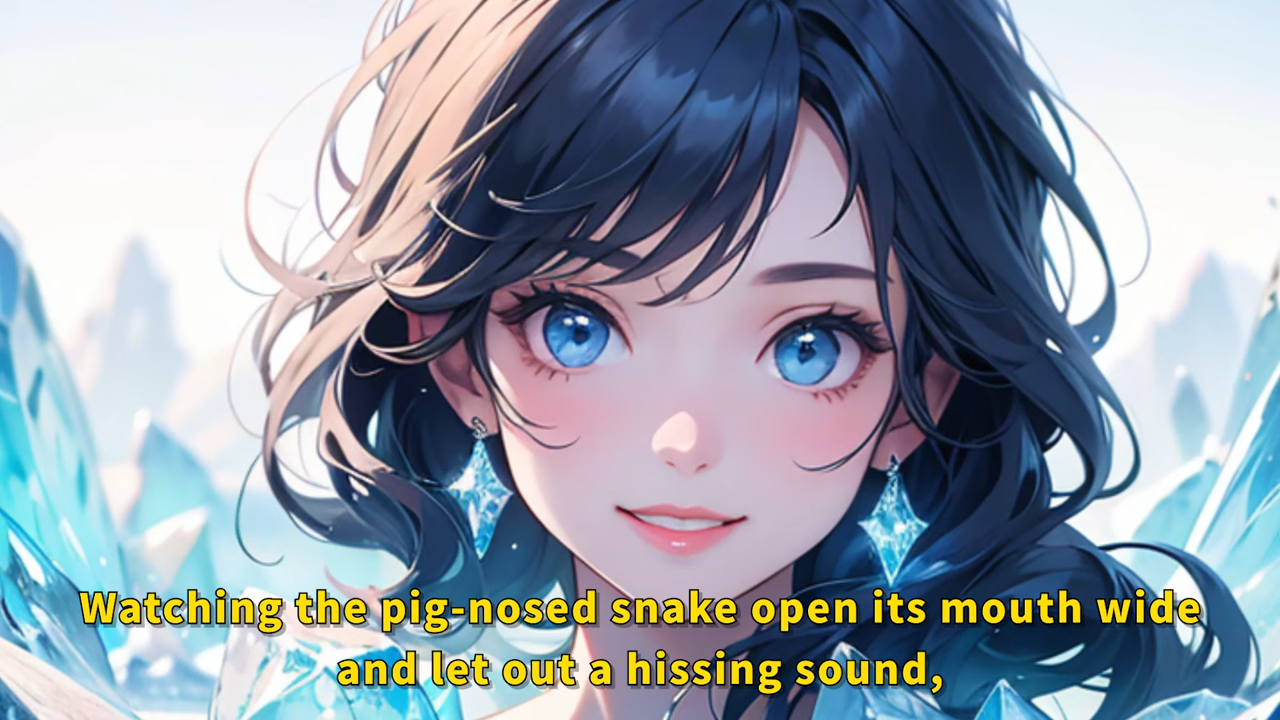 Watching the pig-nosed snake open its mouth wide
and let out a hissing sound,